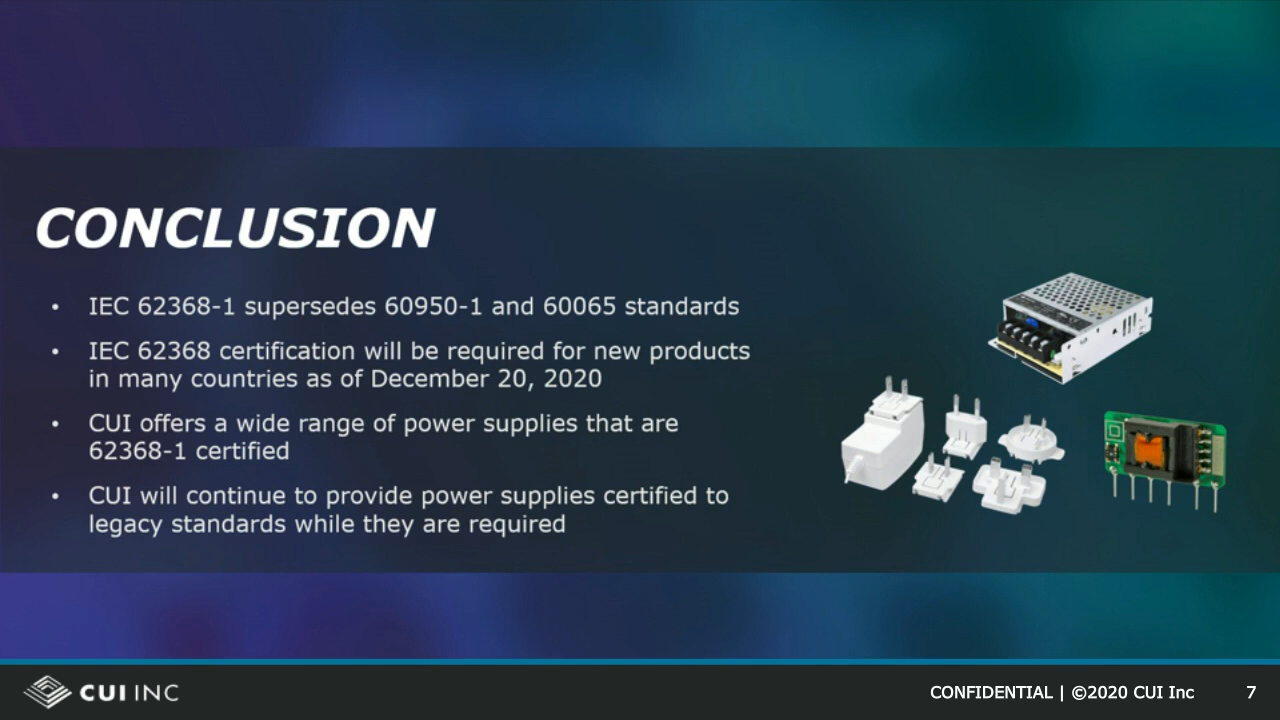 CONCLUSION
• IEC 62368-1 supersedes 60950-1 and 60065 standards
• IEC 62368 certification will be required for new products
in many countries as of December 20, 2020
• CUI offers a wide range of power supplies that are
62368-1 certified
• CUI will continue to provide power supplies certified to
legacy standards while they are required
CUI INC
CONFIDENTIAL | ©2020 CUI Inc 7